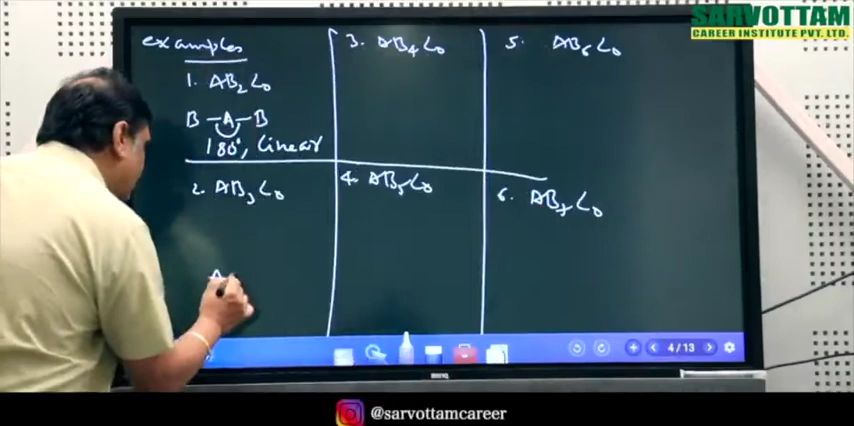 SARVOTTAM
CAREER INSTITUTE PVT. LTD.
examples
1. AB₂L₀
B-A-B
180°, linear
2. AB₃L₀
A
3. AB₄L₀
4. AB₅L₀
5. AB₆L₀
6. AB₇L₀
4/13
BENQ
@sarvottamcareer